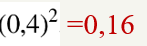 (0,4)² =0,16